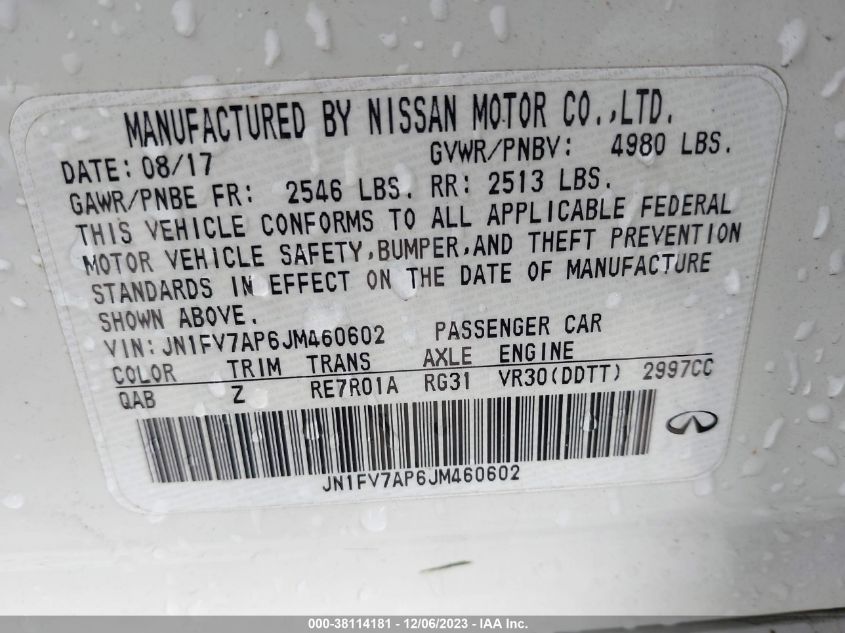 MANUFACTURED BY NISSAN MOTOR CO.,LTD.
DATE: 08/17 GVWR/PNBV: 4980 LBS.
GAWR/PNBE FR: 2546 LBS. RR: 2513 LBS.
THIS VEHICLE CONFORMS TO ALL APPLICABLE FEDERAL
MOTOR VEHICLE SAFETY,BUMPER,AND THEFT PREVENTION
STANDARDS IN EFFECT ON THE DATE OF MANUFACTURE
SHOWN ABOVE.
VIN: JN1FV7AP6JM460602 PASSENGER CAR
COLOR TRIM TRANS AXLE ENGINE
QAB Z RE7R01A RG31 VR30(DDTT) 2997CC
JN1FV7AP6JM460602
000-38114181 - 12/06/2023 - IAA Inc.